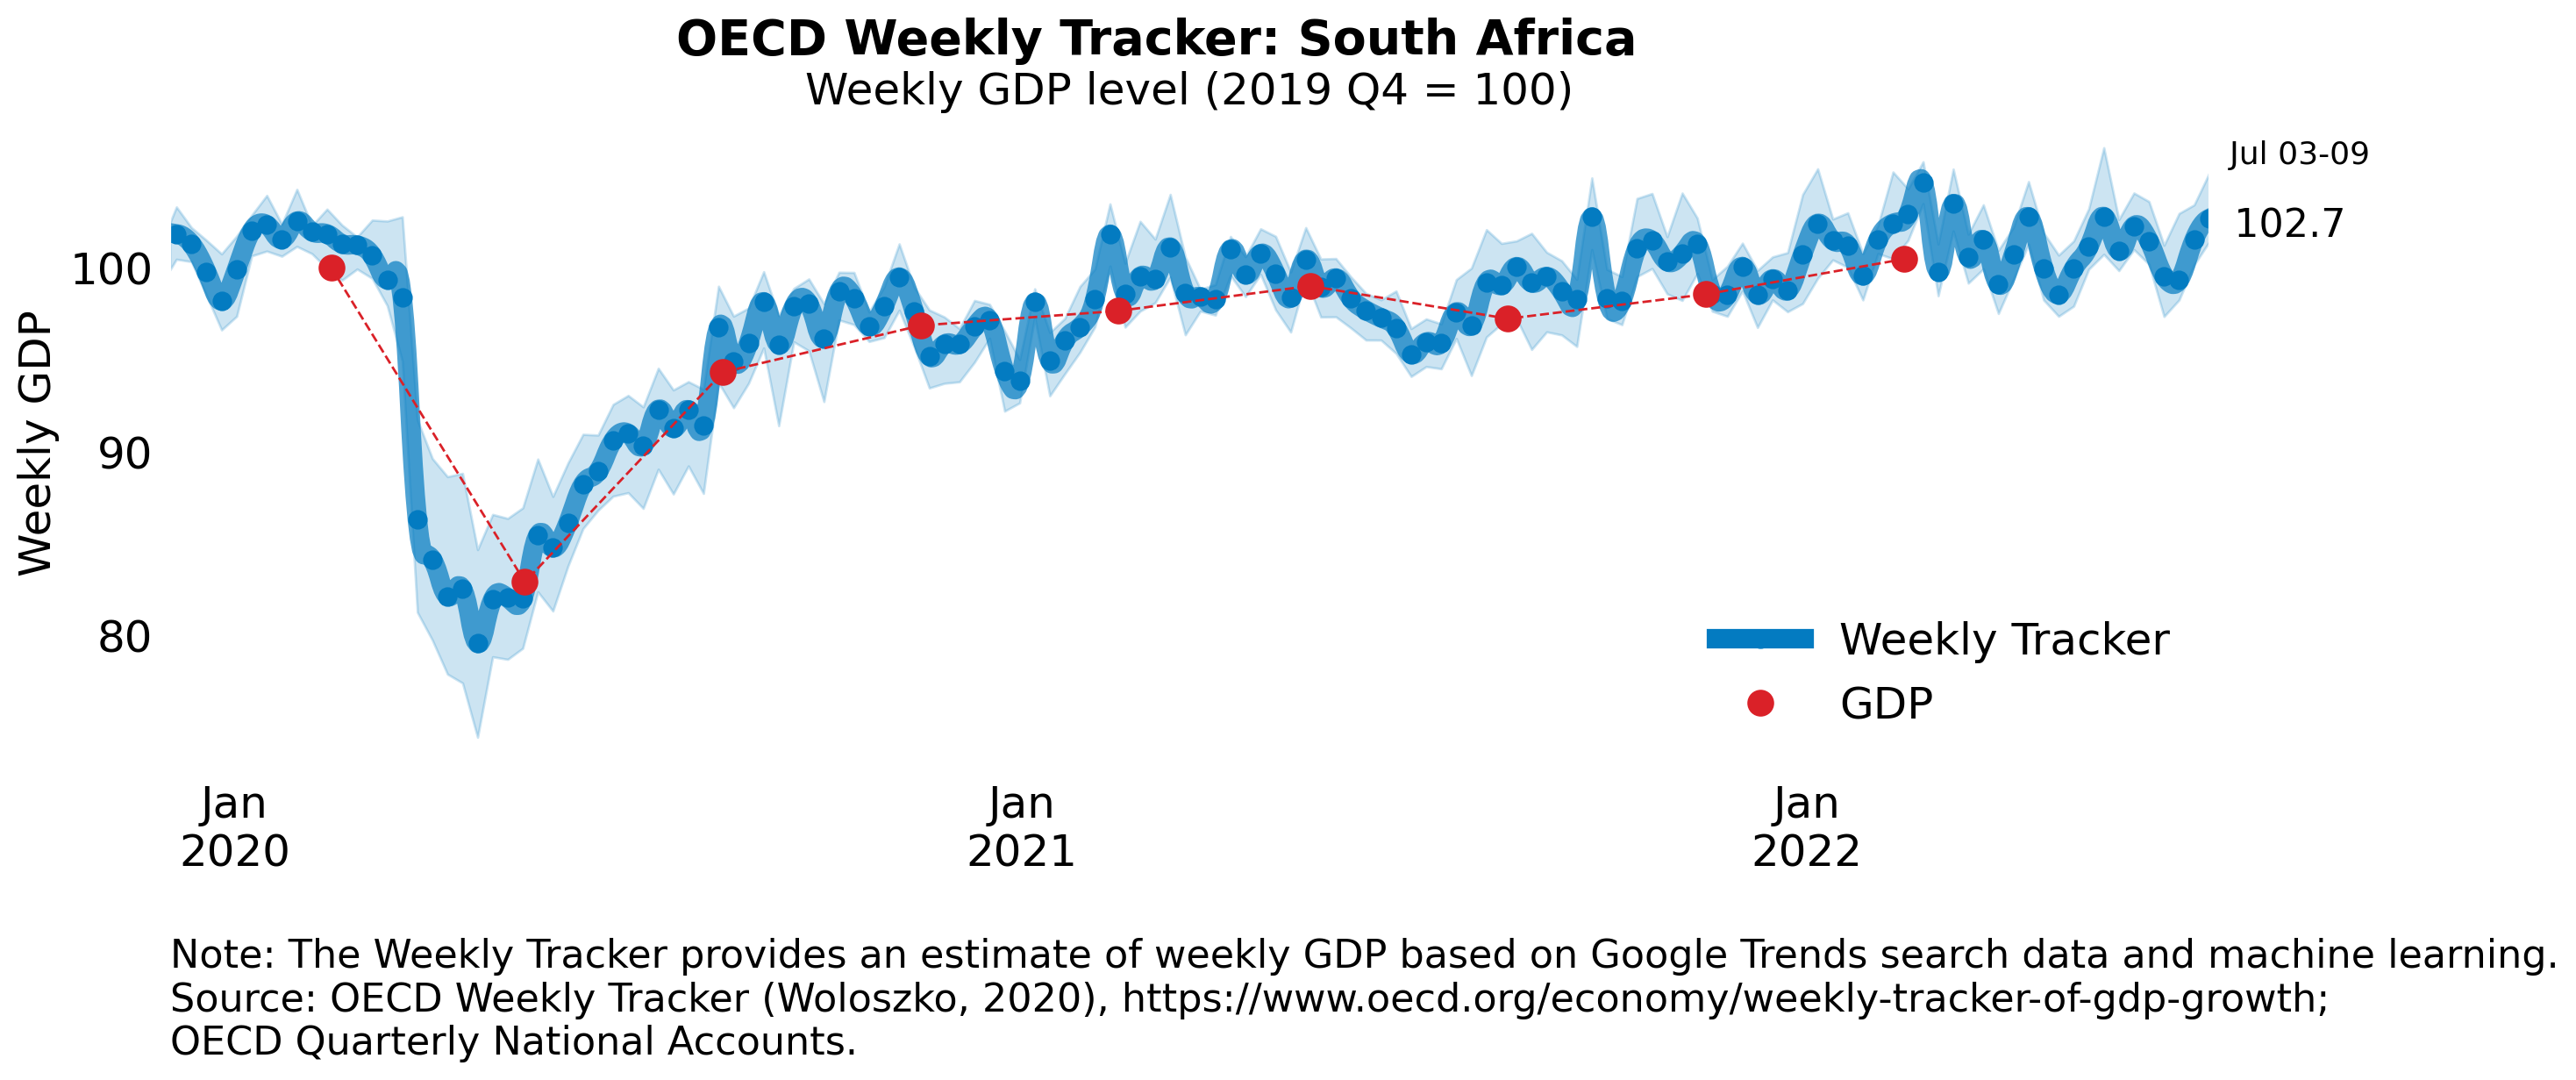 OECD Weekly Tracker: South Africa
Weekly GDP level (2019 Q4 = 100)
Jul 03-09
102.7
Weekly GDP
100
90
80
Weekly Tracker
GDP
Jan
2020
Jan
2021
Jan
2022
Note: The Weekly Tracker provides an estimate of weekly GDP based on Google Trends search data and machine learning.
Source: OECD Weekly Tracker (Woloszko, 2020), https://www.oecd.org/economy/weekly-tracker-of-gdp-growth;
OECD Quarterly National Accounts.